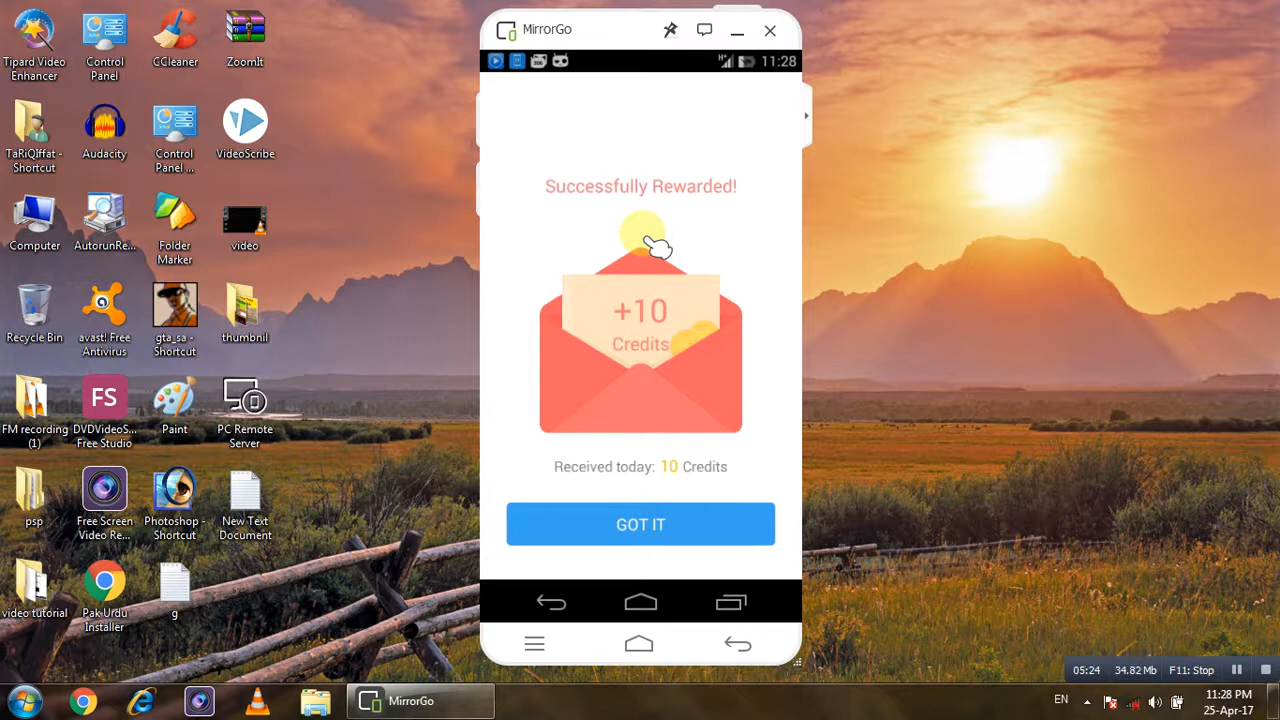 Tipard Video
Enhancer
Control
Panel
CCleaner
ZoomIt
TaRiQIffat -
Shortcut
Audacity
Control
Panel ...
VideoScribe
Computer
AutorunRe...
Folder
Marker
video
Recycle Bin
avast! Free
Antivirus
gta_sa -
Shortcut
thumbnil
FM recording
(1)
FS
DVDVideoS...
Free Studio
Paint
PC Remote
Server
psp
Free Screen
Video Re...
Photoshop -
Shortcut
New Text
Document
video tutorial
Pak Urdu
Installer
g
MirrorGo
11:28
Successfully Rewarded!
+10
Credits
Received today: 10 Credits
GOT IT
05:24 34.82 Mb F11: Stop
MirrorGo
EN
11:28 PM
25-Apr-17